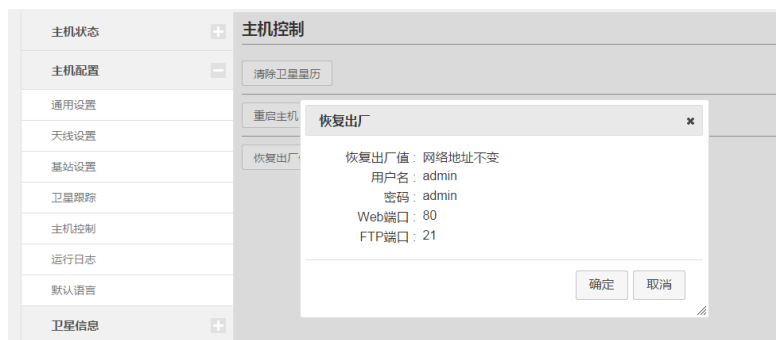 主机状态
主机配置
通用设置
天线设置
基站设置
卫星跟踪
主机控制
运行日志
默认语言
卫星信息
主机控制
清除卫星星历
重启主机
恢复出厂
恢复出厂
恢复出厂值 : 网络地址不变
用户名 : admin
密码 : admin
Web端口 : 80
FTP端口 : 21
确定 取消